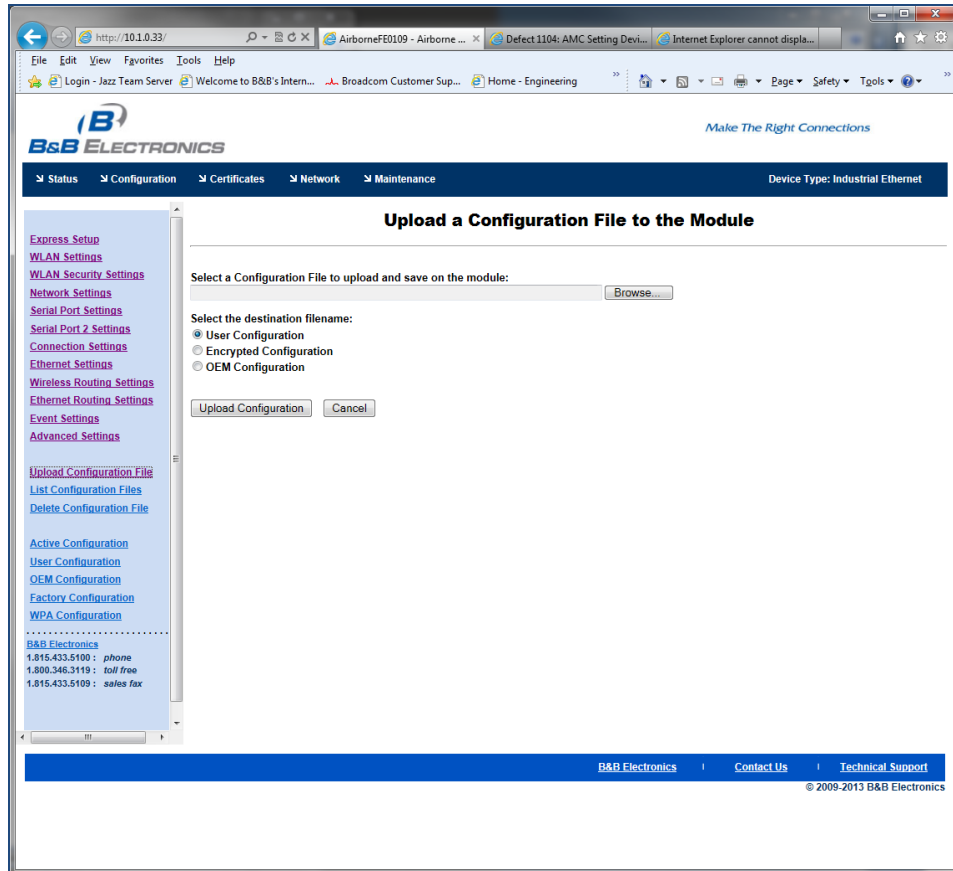 http://10.1.0.33/
AirborneFE0109 - Airborne ...
Defect 1104: AMC Setting Devi...
Internet Explorer cannot displa...
File Edit View Favorites Tools Help
Login - Jazz Team Server
Welcome to B&B's Intern...
Broadcom Customer Sup...
Home - Engineering
Page
Safety
Tools
B
B&B ELECTRONICS
Make The Right Connections
Status
Configuration
Certificates
Network
Maintenance
Device Type: Industrial Ethernet
Express Setup
WLAN Settings
WLAN Security Settings
Network Settings
Serial Port Settings
Serial Port 2 Settings
Connection Settings
Ethernet Settings
Wireless Routing Settings
Ethernet Routing Settings
Event Settings
Advanced Settings
Upload Configuration File
List Configuration Files
Delete Configuration File
Active Configuration
User Configuration
OEM Configuration
Factory Configuration
WPA Configuration
B&B Electronics
1.815.433.5100 : phone
1.800.346.3119 : toll free
1.815.433.5109 : sales fax
Upload a Configuration File to the Module
Select a Configuration File to upload and save on the module:
Browse...
Select the destination filename:
User Configuration
Encrypted Configuration
OEM Configuration
Upload Configuration
Cancel
B&B Electronics
Contact Us
Technical Support
© 2009-2013 B&B Electronics